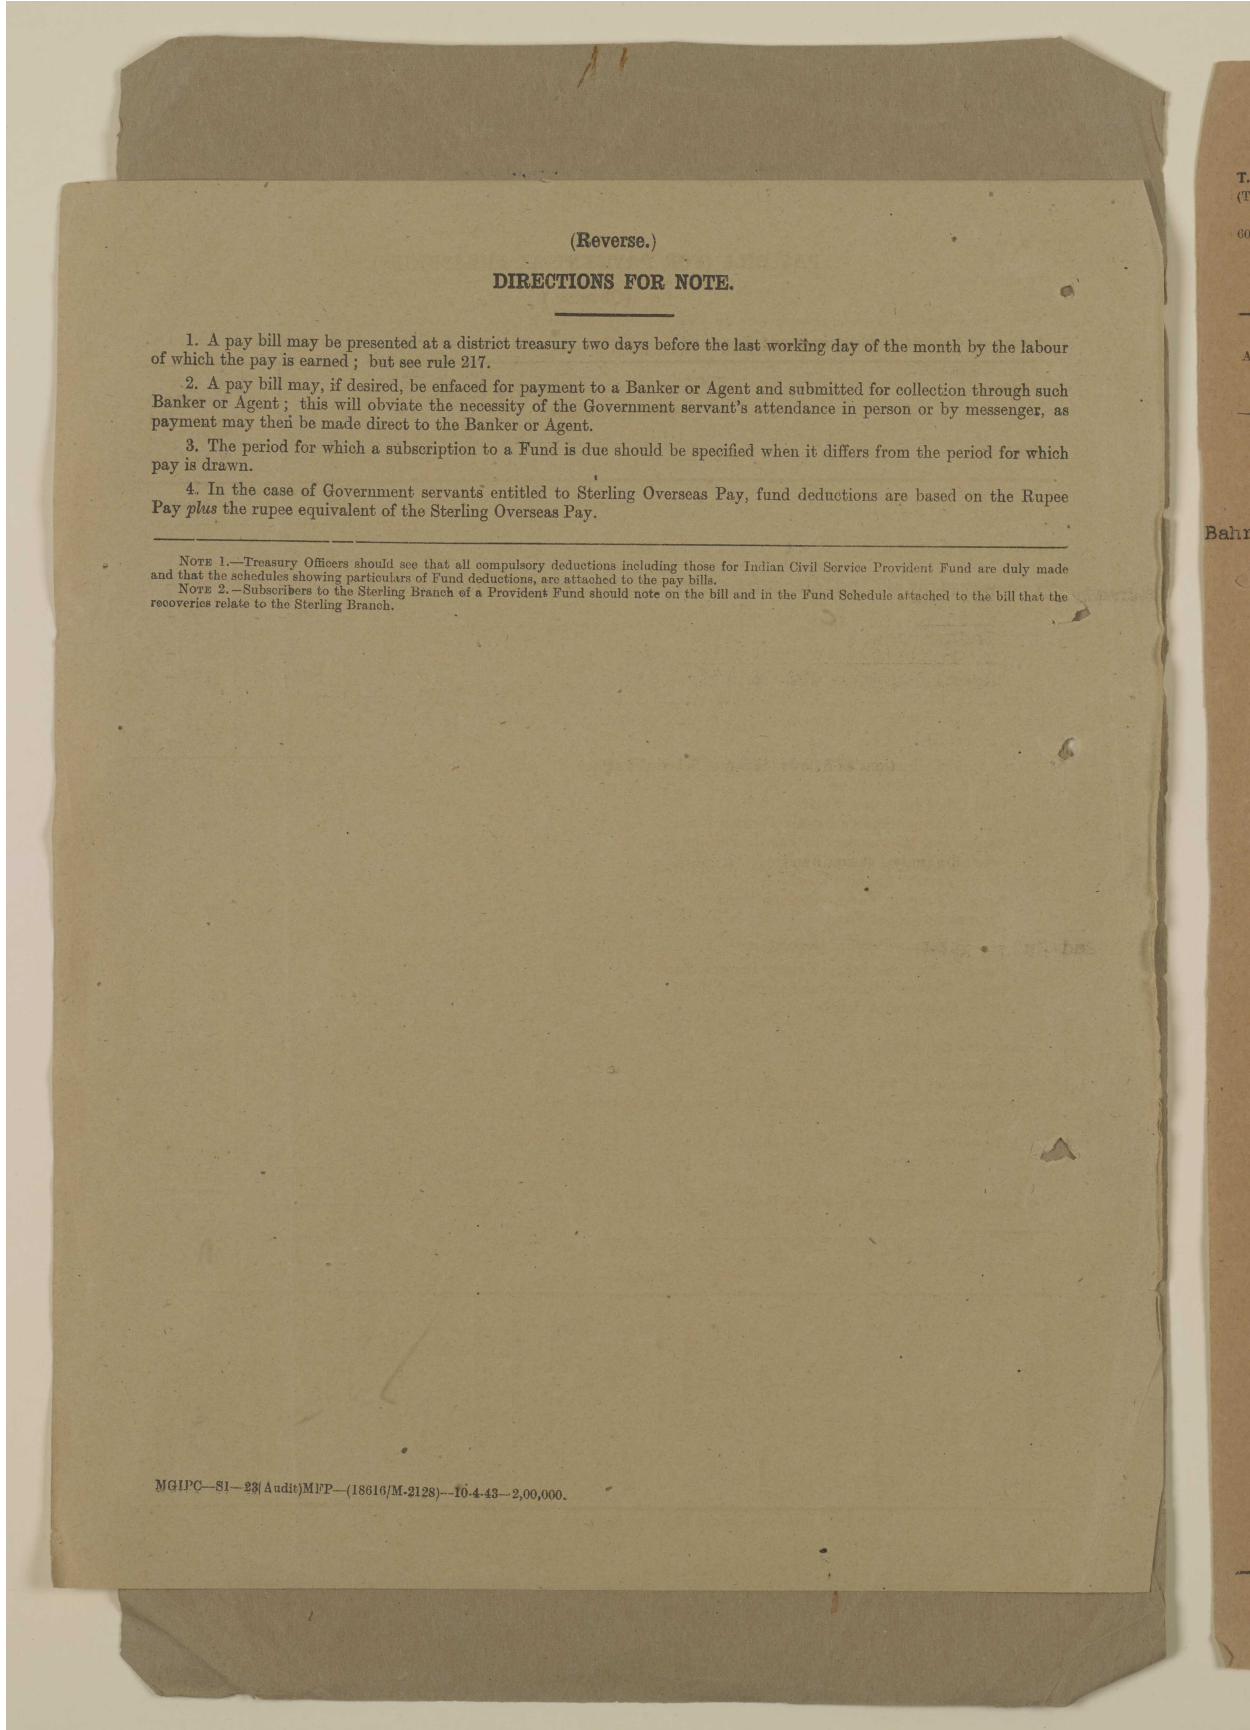 (Reverse.)
DIRECTIONS FOR NOTE.
1. A pay bill may be presented at a district treasury two days before the last working day of the month by the labour
of which the pay is earned ; but see rule 217.
2. A pay bill may, if desired, be enfaced for payment to a Banker or Agent and submitted for collection through such
Banker or Agent ; this will obviate the necessity of the Government servant's attendance in person or by messenger, as
payment may then be made direct to the Banker or Agent.
3. The period for which a subscription to a Fund is due should be specified when it differs from the period for which
pay is drawn.
4. In the case of Government servants entitled to Sterling Overseas Pay, fund deductions are based on the Rupee
Pay plus the rupee equivalent of the Sterling Overseas Pay.
NOTE 1.—Treasury Officers should see that all compulsory deductions including those for Indian Civil Service Provident Fund are duly made
and that the schedules showing particulars of Fund deductions, are attached to the pay bills.
NOTE 2.—Subscribers to the Sterling Branch of a Provident Fund should note on the bill and in the Fund Schedule attached to the bill that the
recoveries relate to the Sterling Branch.
MGIPC—S1—23(Audit)MFP—(18616/M-2128)—10-4-43—2,00,000.
T.
(T
co
A
Bahr